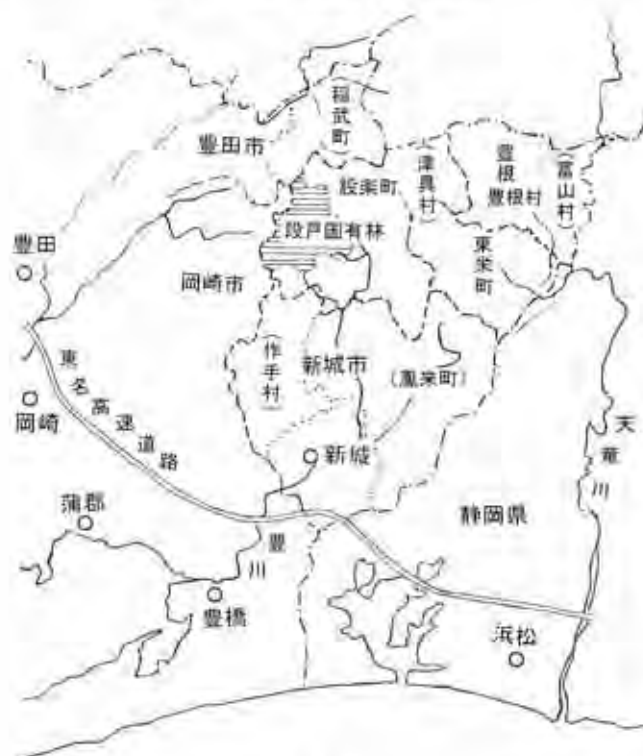 (稲武町)
豊田市
(津具村)
豊根
豊根村
(富山村)
設楽町
段戸国有林
東栄町
豊田
岡崎市
(作手村)
新城市
(鳳来町)
東名高速道路
岡崎
新城
天竜川
蒲郡
静岡県
豊川
豊橋
浜松